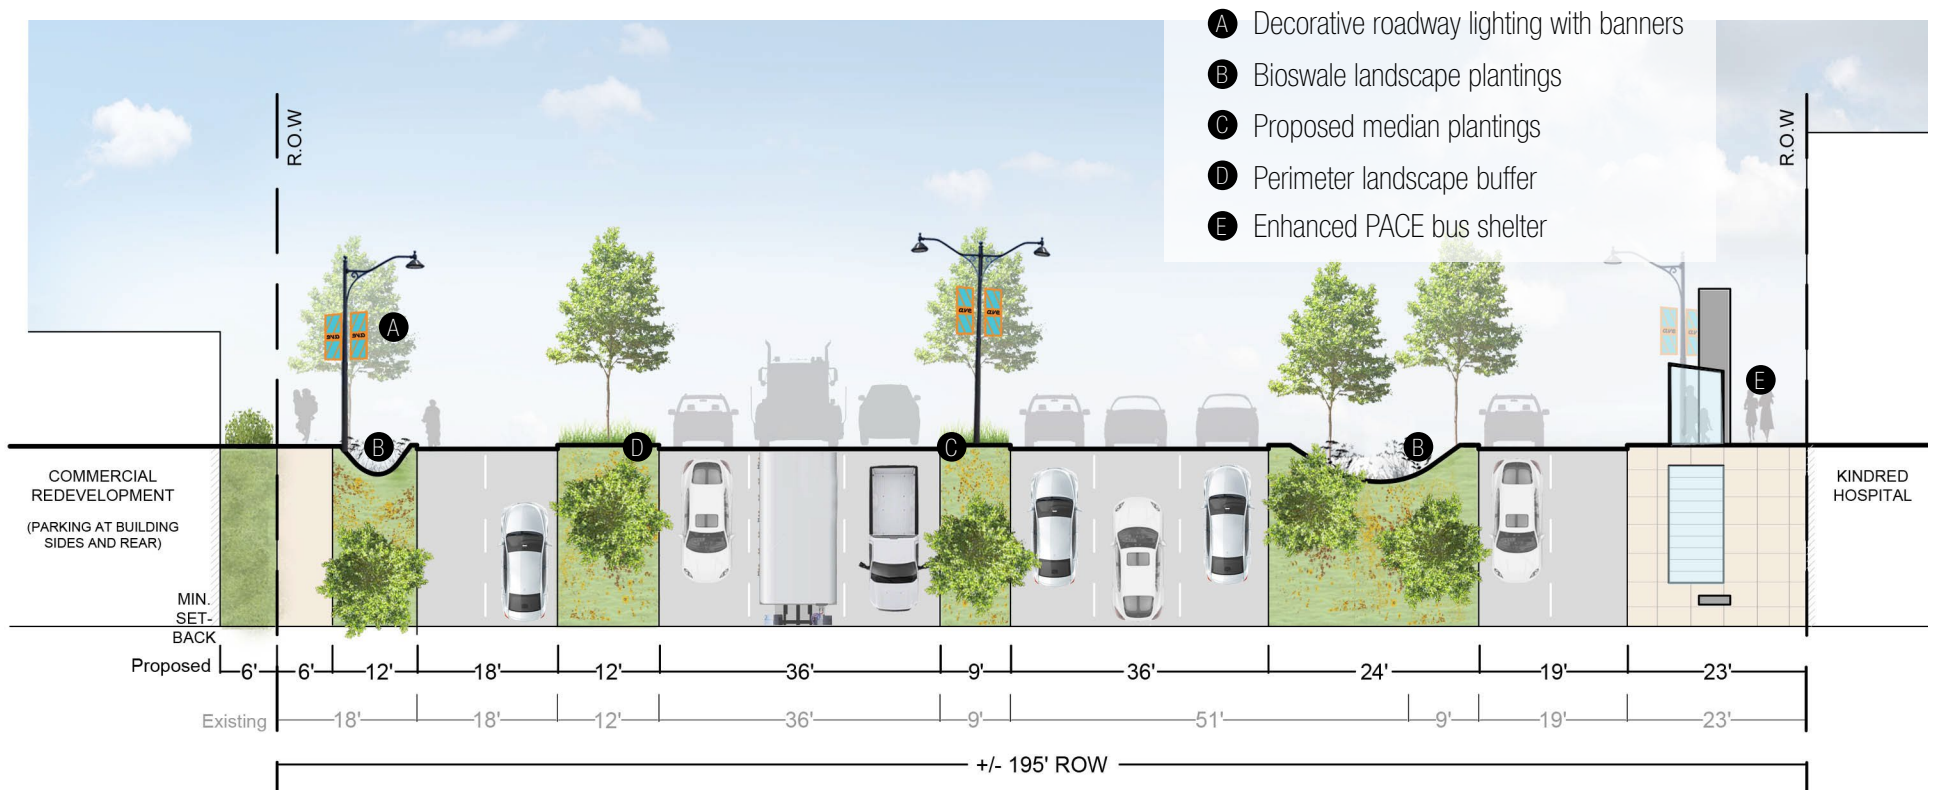 A Decorative roadway lighting with banners
B Bioswale landscape plantings
C Proposed median plantings
D Perimeter landscape buffer
E Enhanced PACE bus shelter
R.O.W
R.O.W
A
ave
ave
E
B
D
C
B
COMMERCIAL
REDEVELOPMENT
(PARKING AT BUILDING
SIDES AND REAR)
KINDRED
HOSPITAL
MIN.
SET-
BACK
Proposed 6' 6' 12' 18' 12' 36' 9' 36' 24' 19' 23'
Existing 18' 18' 12' 36' 9' 51' 9' 19' 23'
+/- 195' ROW